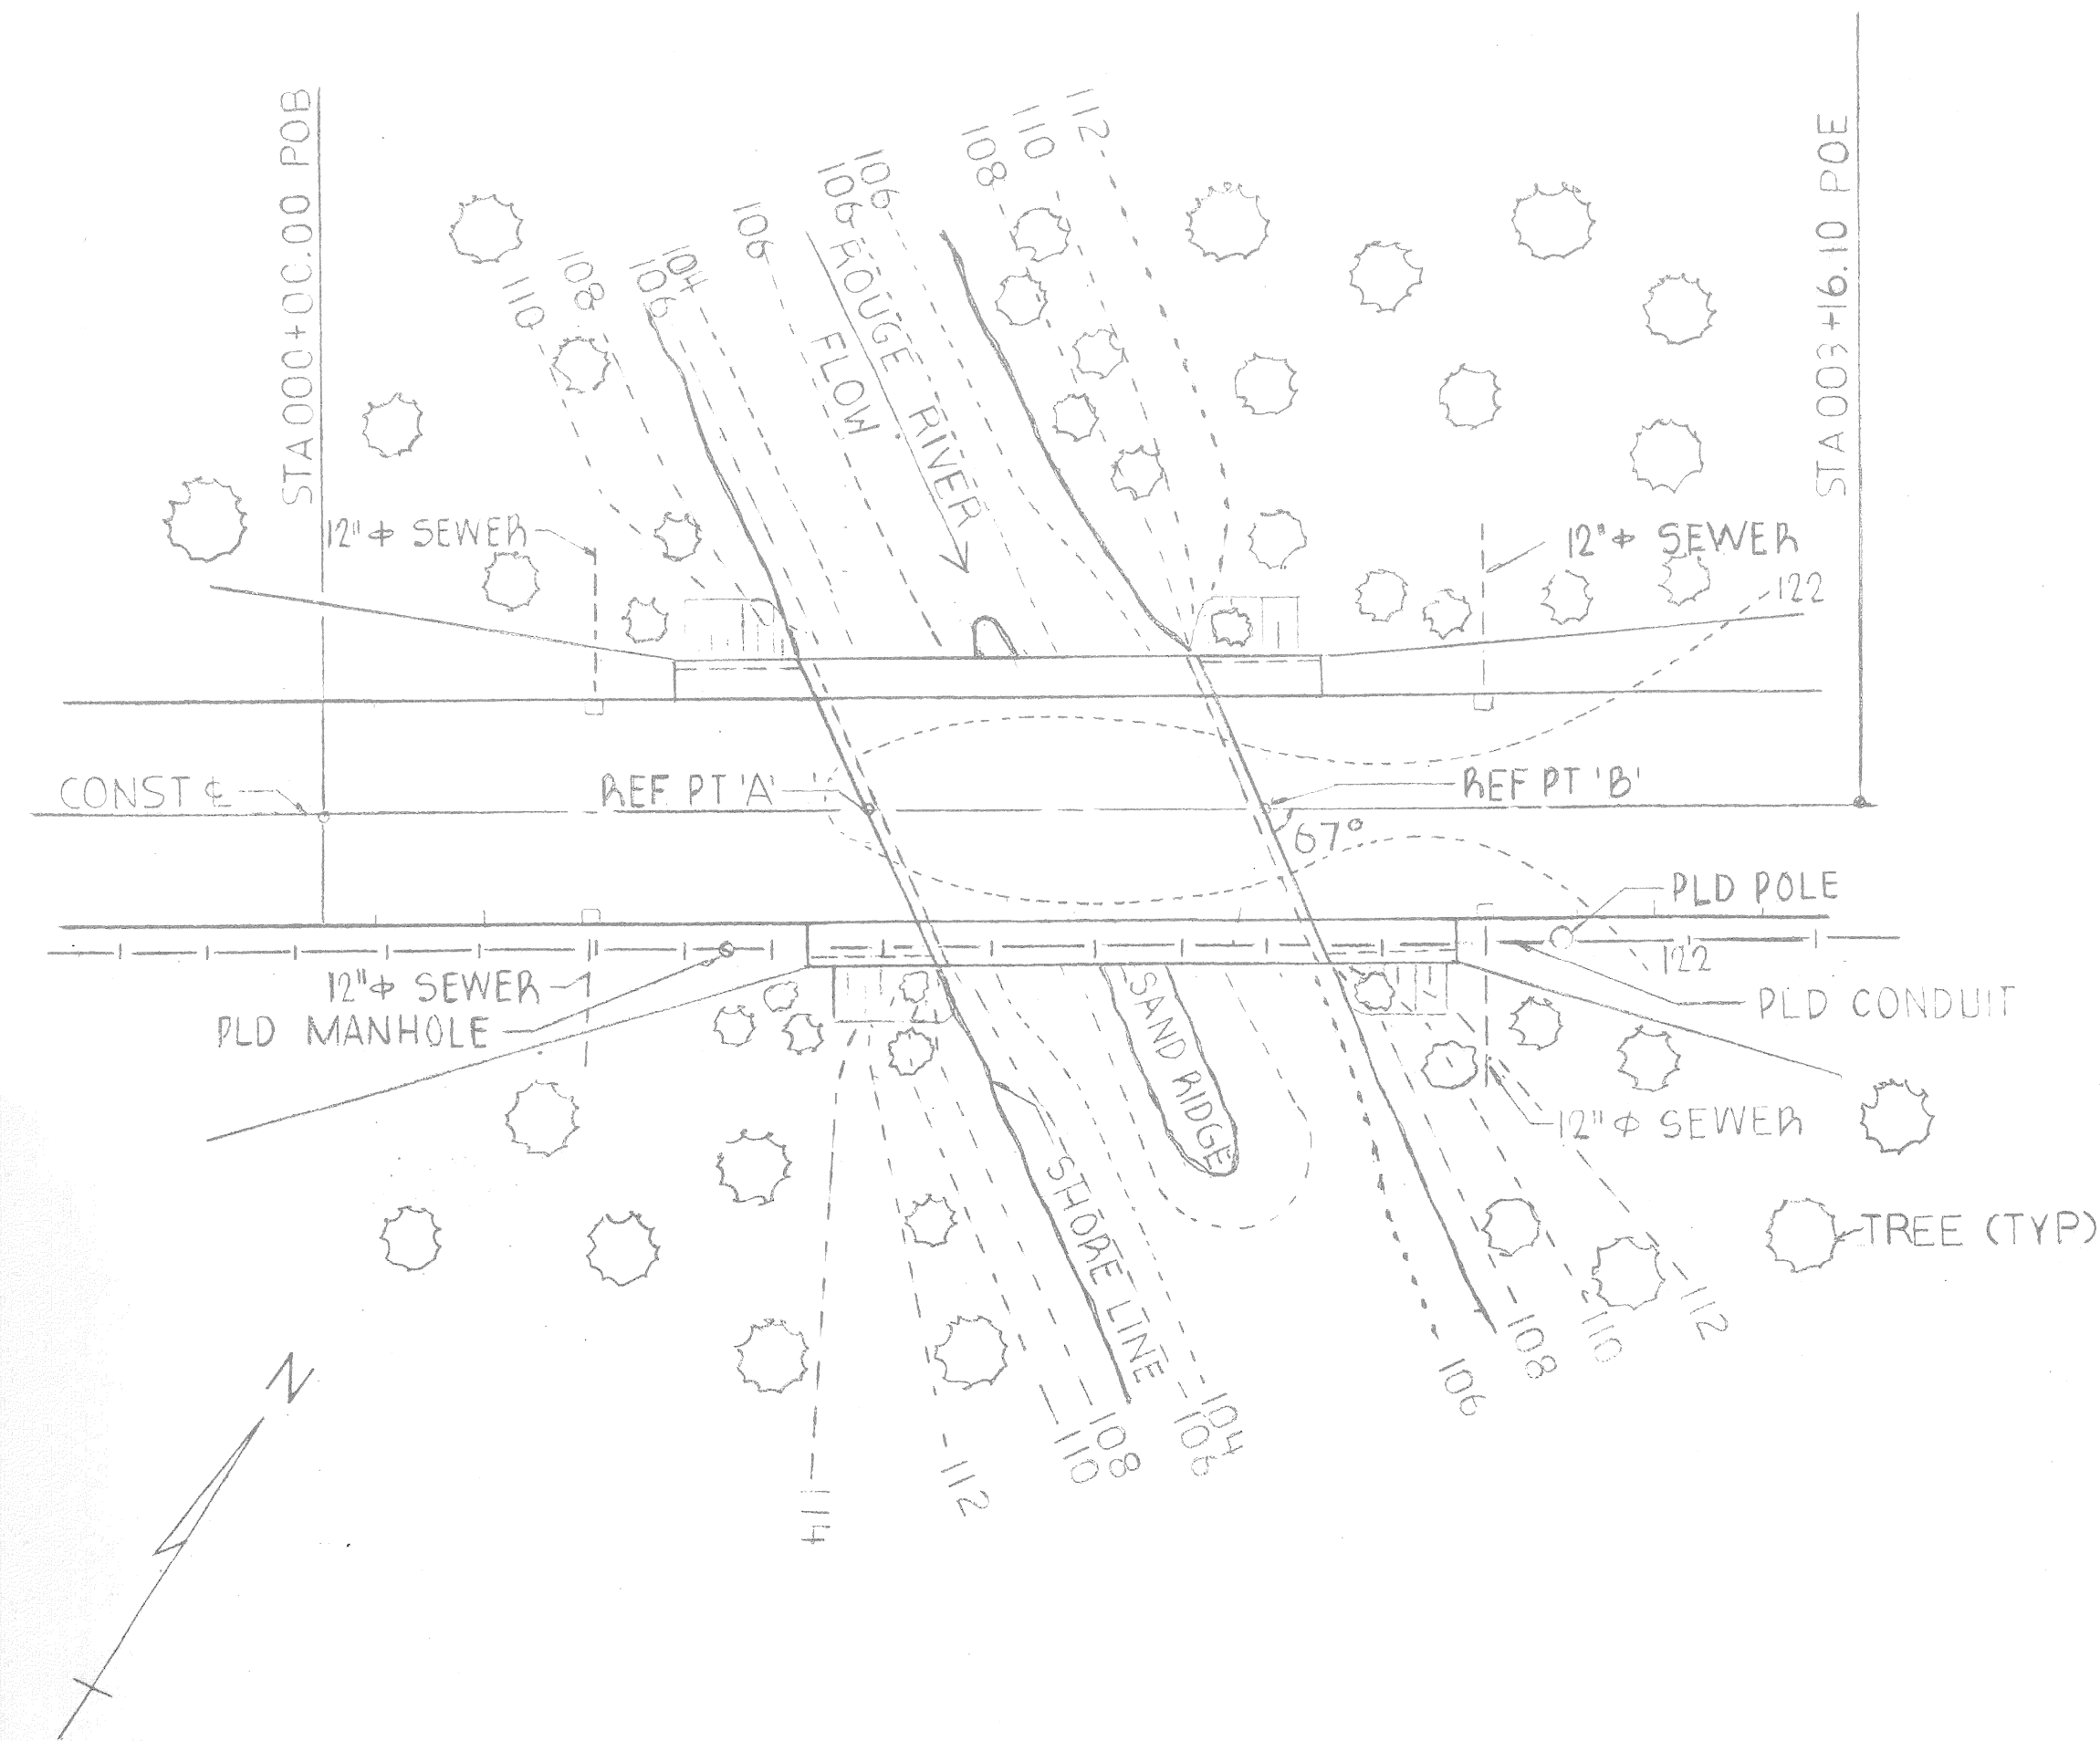 STA 000+00.00 POB
110
108
106
104
106
106
106
108
110
112
ROUGE RIVER
FLOW
STA 003+16.10 POE
12"⌀ SEWER
12"⌀ SEWER
122
CONST ℄
REF PT 'A'
REF PT 'B'
67°
PLD POLE
122
12"⌀ SEWER
PLD MANHOLE
SAND RIDGE
PLD CONDUIT
12"⌀ SEWER
SHORE LINE
TREE (TYP)
114
112
110
108
106
104
106
108
110
112
N